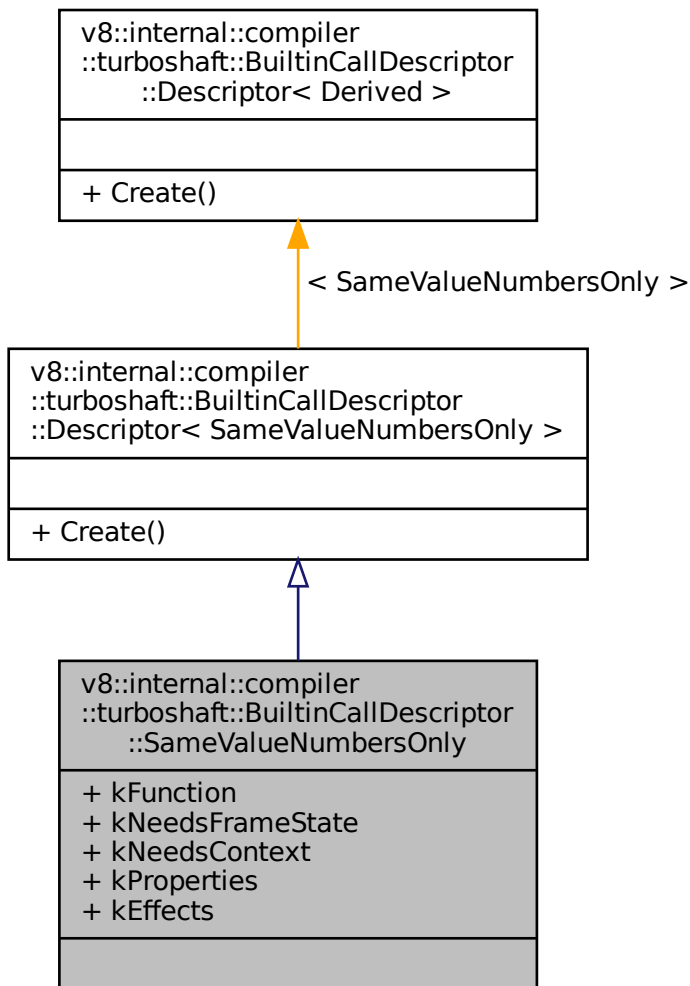 v8::internal::compiler
::turboshaft::BuiltinCallDescriptor
::Descriptor< Derived >
+ Create()
< SameValueNumbersOnly >
v8::internal::compiler
::turboshaft::BuiltinCallDescriptor
::Descriptor< SameValueNumbersOnly >
+ Create()
v8::internal::compiler
::turboshaft::BuiltinCallDescriptor
::SameValueNumbersOnly
+ kFunction
+ kNeedsFrameState
+ kNeedsContext
+ kProperties
+ kEffects